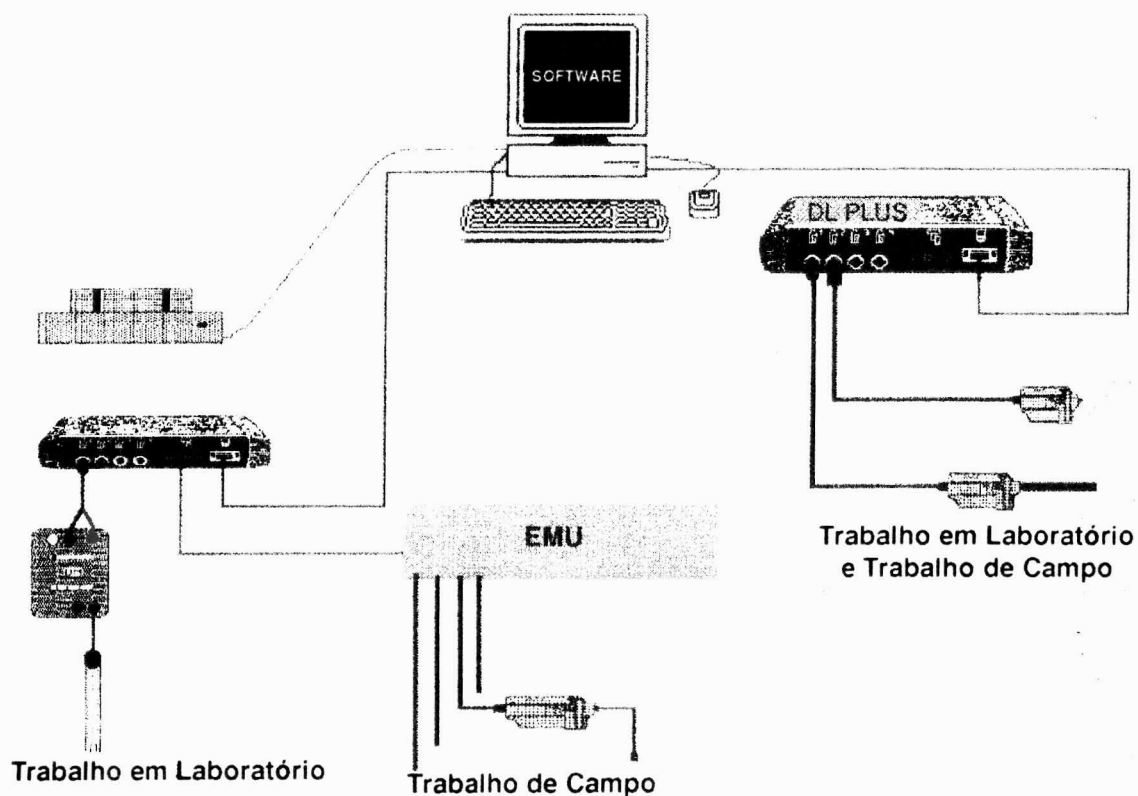 SOFTWARE
DL PLUS
EMU
Trabalho em Laboratório
e Trabalho de Campo
Trabalho em Laboratório
Trabalho de Campo